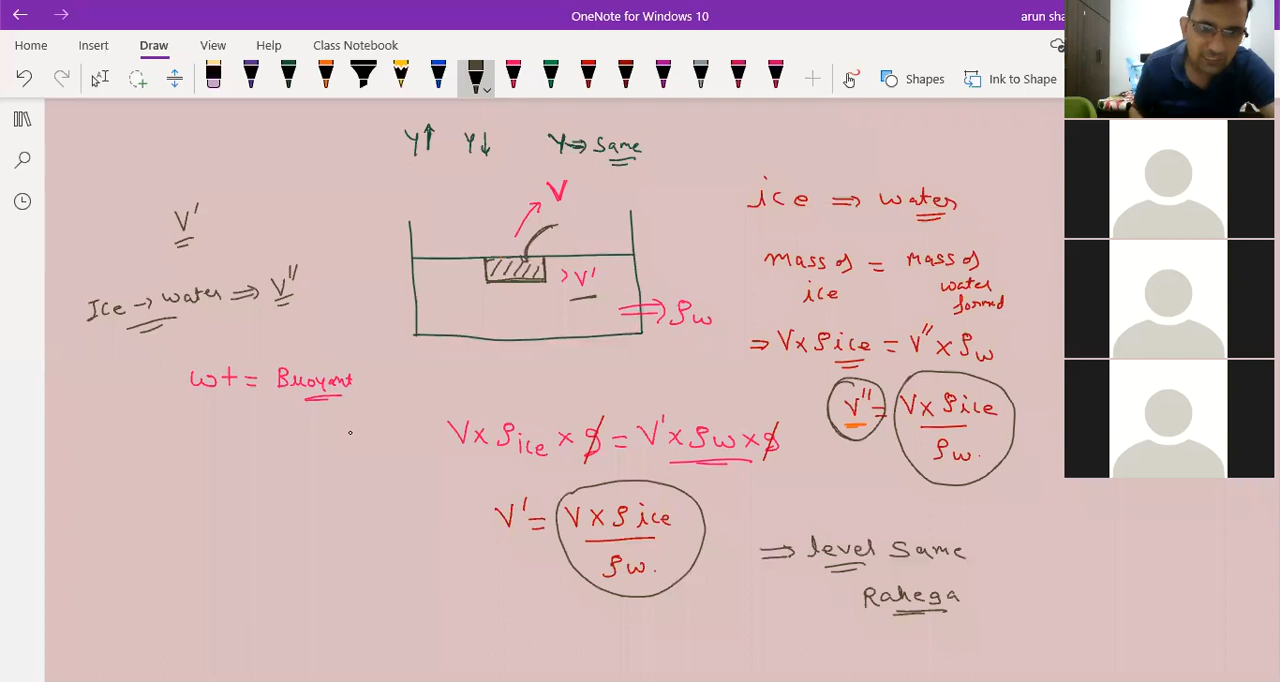 OneNote for Windows 10
arun sha
Home Insert Draw View Help Class Notebook
Shapes Ink to Shape
Y↑ Y↓ Y⇒ Same
V
V'
Ice → water ⇒ V''
> V'
⇒ ρw
wt = Buoyant
V x ρice x g = V' x ρw x g
V' = V x ρice
ρw.
ice ⇒ water
mass of = mass of
ice water
formed
⇒ V x ρice = V'' x ρw
V'' = V x ρice
ρw.
⇒ level Same
Rahega